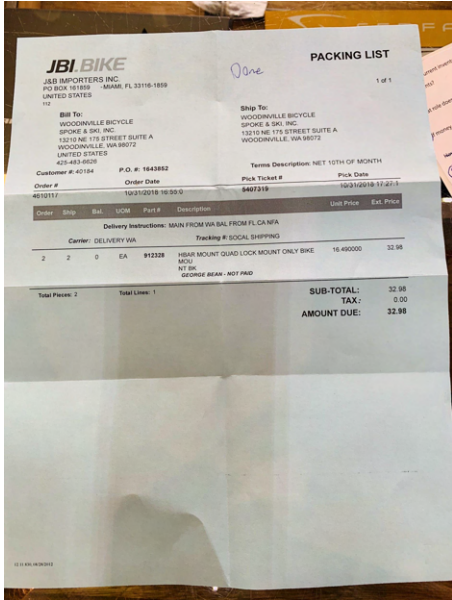 JBI.BIKE
J&B IMPORTERS INC.
PO BOX 161859 - MIAMI, FL 33116-1859
UNITED STATES
112
Done
PACKING LIST
1 of 1
Bill To:
WOODINVILLE BICYCLE
SPOKE & SKI, INC.
13210 NE 175 STREET SUITE A
WOODINVILLE, WA 98072
UNITED STATES
425-483-6626
Ship To:
WOODINVILLE BICYCLE
SPOKE & SKI, INC.
13210 NE 175 STREET SUITE A
WOODINVILLE, WA 98072
Customer #: 40184 P.O. #: 1643852 Terms Description: NET 10TH OF MONTH
Order # Order Date Pick Ticket # Pick Date
4610117 10/31/2018 16:55:0 5407315 10/31/2018 17:27:1
Order Ship Bal. UOM Part # Description Unit Price Ext. Price
Delivery Instructions: MAIN FROM WA BAL FROM FL.CA.NFA
Carrier: DELIVERY WA Tracking #: SOCAL SHIPPING
2 2 0 EA 912328 HBAR MOUNT QUAD LOCK MOUNT ONLY BIKE 16.490000 32.98
MOU
NT BK
GEORGE BEAN - NOT PAID
Total Pieces: 2 Total Lines: 1
SUB-TOTAL: 32.98
TAX: 0.00
AMOUNT DUE: 32.98